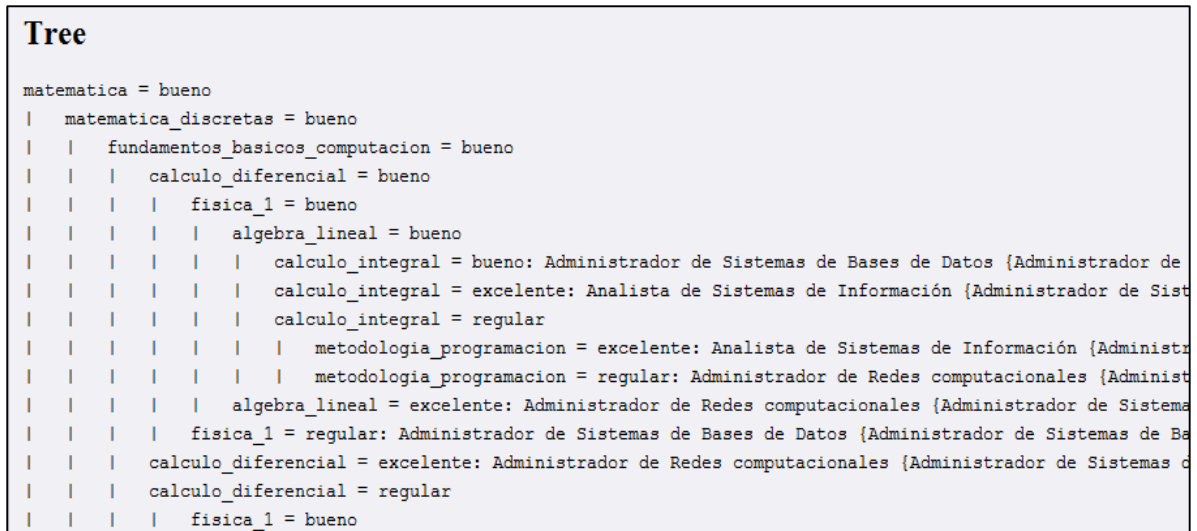 Tree
matematica = bueno
|   matematica_discretas = bueno
|   |   fundamentos_basicos_computacion = bueno
|   |   |   calculo_diferencial = bueno
|   |   |   |   fisica_1 = bueno
|   |   |   |   |   algebra_lineal = bueno
|   |   |   |   |   |   calculo_integral = bueno: Administrador de Sistemas de Bases de Datos {Administrador de
|   |   |   |   |   |   calculo_integral = excelente: Analista de Sistemas de Información {Administrador de Sist
|   |   |   |   |   |   calculo_integral = regular
|   |   |   |   |   |   |   metodologia_programacion = excelente: Analista de Sistemas de Información {Administr
|   |   |   |   |   |   |   metodologia_programacion = regular: Administrador de Redes computacionales {Administ
|   |   |   |   |   algebra_lineal = excelente: Administrador de Redes computacionales {Administrador de Sistema
|   |   |   |   fisica_1 = regular: Administrador de Sistemas de Bases de Datos {Administrador de Sistemas de Ba
|   |   |   calculo_diferencial = excelente: Administrador de Redes computacionales {Administrador de Sistemas d
|   |   |   calculo_diferencial = regular
|   |   |   |   fisica_1 = bueno